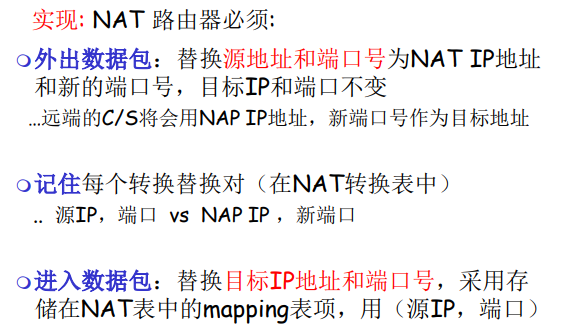 实现: NAT 路由器必须:
外出数据包：替换源地址和端口号为NAT IP地址
和新的端口号，目标IP和端口不变
…远端的C/S将会用NAP IP地址，新端口号作为目标地址
记住每个转换替换对（在NAT转换表中）
.. 源IP，端口 vs NAP IP ，新端口
进入数据包：替换目标IP地址和端口号，采用存
储在NAT表中的mapping表项，用（源IP，端口）